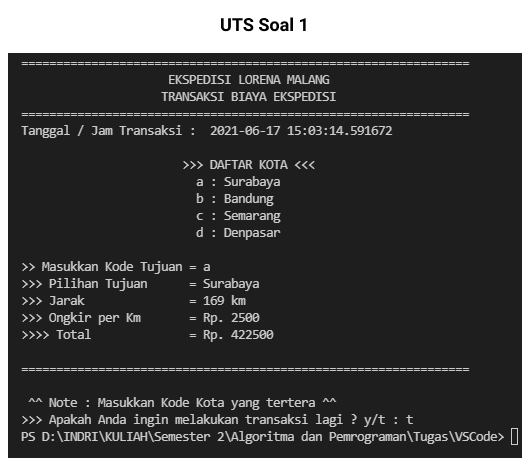 UTS Soal 1
================================================================
EKSPEDISI LORENA MALANG
TRANSAKSI BIAYA EKSPEDISI
================================================================
Tanggal / Jam Transaksi :  2021-06-17 15:03:14.591672
>>> DAFTAR KOTA <<<
a : Surabaya
b : Bandung
c : Semarang
d : Denpasar
>> Masukkan Kode Tujuan = a
>>> Pilihan Tujuan      = Surabaya
>>> Jarak               = 169 km
>>> Ongkir per Km       = Rp. 2500
>>>> Total              = Rp. 422500
================================================================
^^ Note : Masukkan Kode Kota yang tertera ^^
>>> Apakah Anda ingin melakukan transaksi lagi ? y/t : t
PS D:\INDRI\KULIAH\Semester 2\Algoritma dan Pemrograman\Tugas\VSCode>